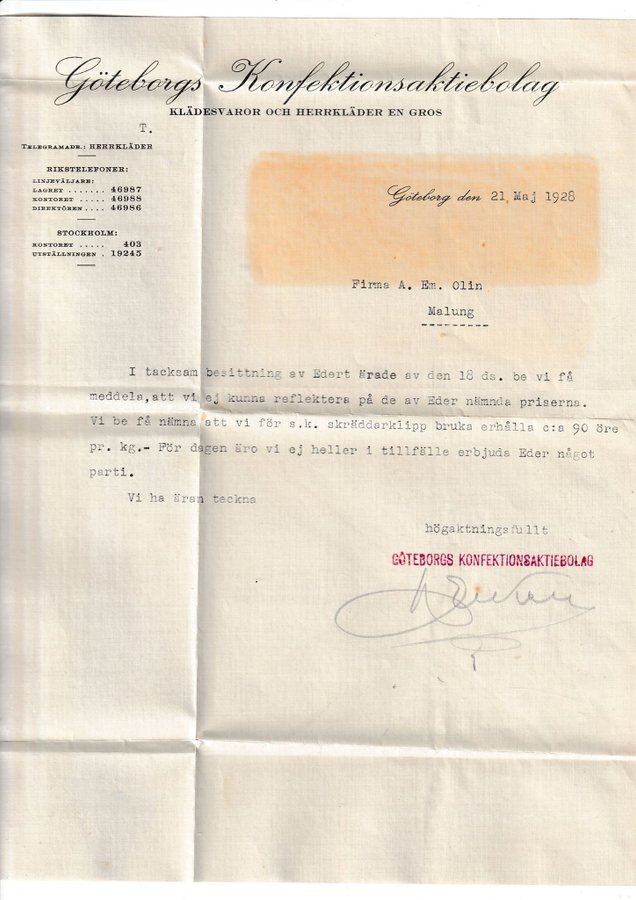 Göteborgs Konfektionsaktiebolag
KLÄDESVAROR OCH HERRKLÄDER EN GROS
T.
TELEGRAMADR.: HERRKLÄDER
RIKSTELEFONER:
LINJEVÄLJARE:
LAGRET ....... 46987
KONTORET ..... 46988
DIREKTÖREN .... 46986
STOCKHOLM:
KONTORET ..... 403
UTSTÄLLNINGEN . 19245
Göteborg den 21 Maj 1928
Firma A. Em. Olin
Malung
---------
I tacksam besittning av Edert ärade av den 18 ds. be vi få
meddela,att vi ej kunna reflektera på de av Eder nämnda priserna.
Vi be få nämna att vi för s.k. skräddarklipp bruka erhålla c:a 90 öre
pr. kg.- För dagen äro vi ej heller i tillfälle erbjuda Eder något
parti.
Vi ha äran teckna
högaktningsfullt
GÖTEBORGS KONFEKTIONSAKTIEBOLAG